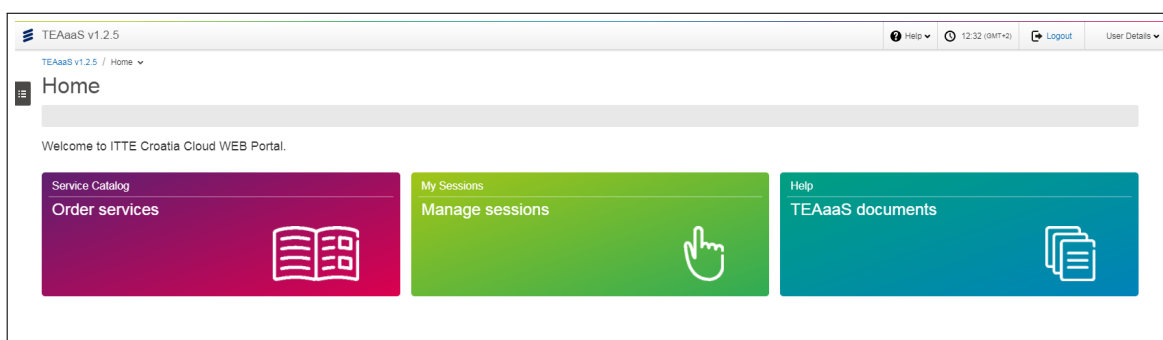 TEAaaS v1.2.5
Help
12:32 (GMT+2)
Logout
User Details
TEAaaS v1.2.5 / Home
Home
Welcome to ITTE Croatia Cloud WEB Portal.
Service Catalog
Order services
My Sessions
Manage sessions
Help
TEAaaS documents